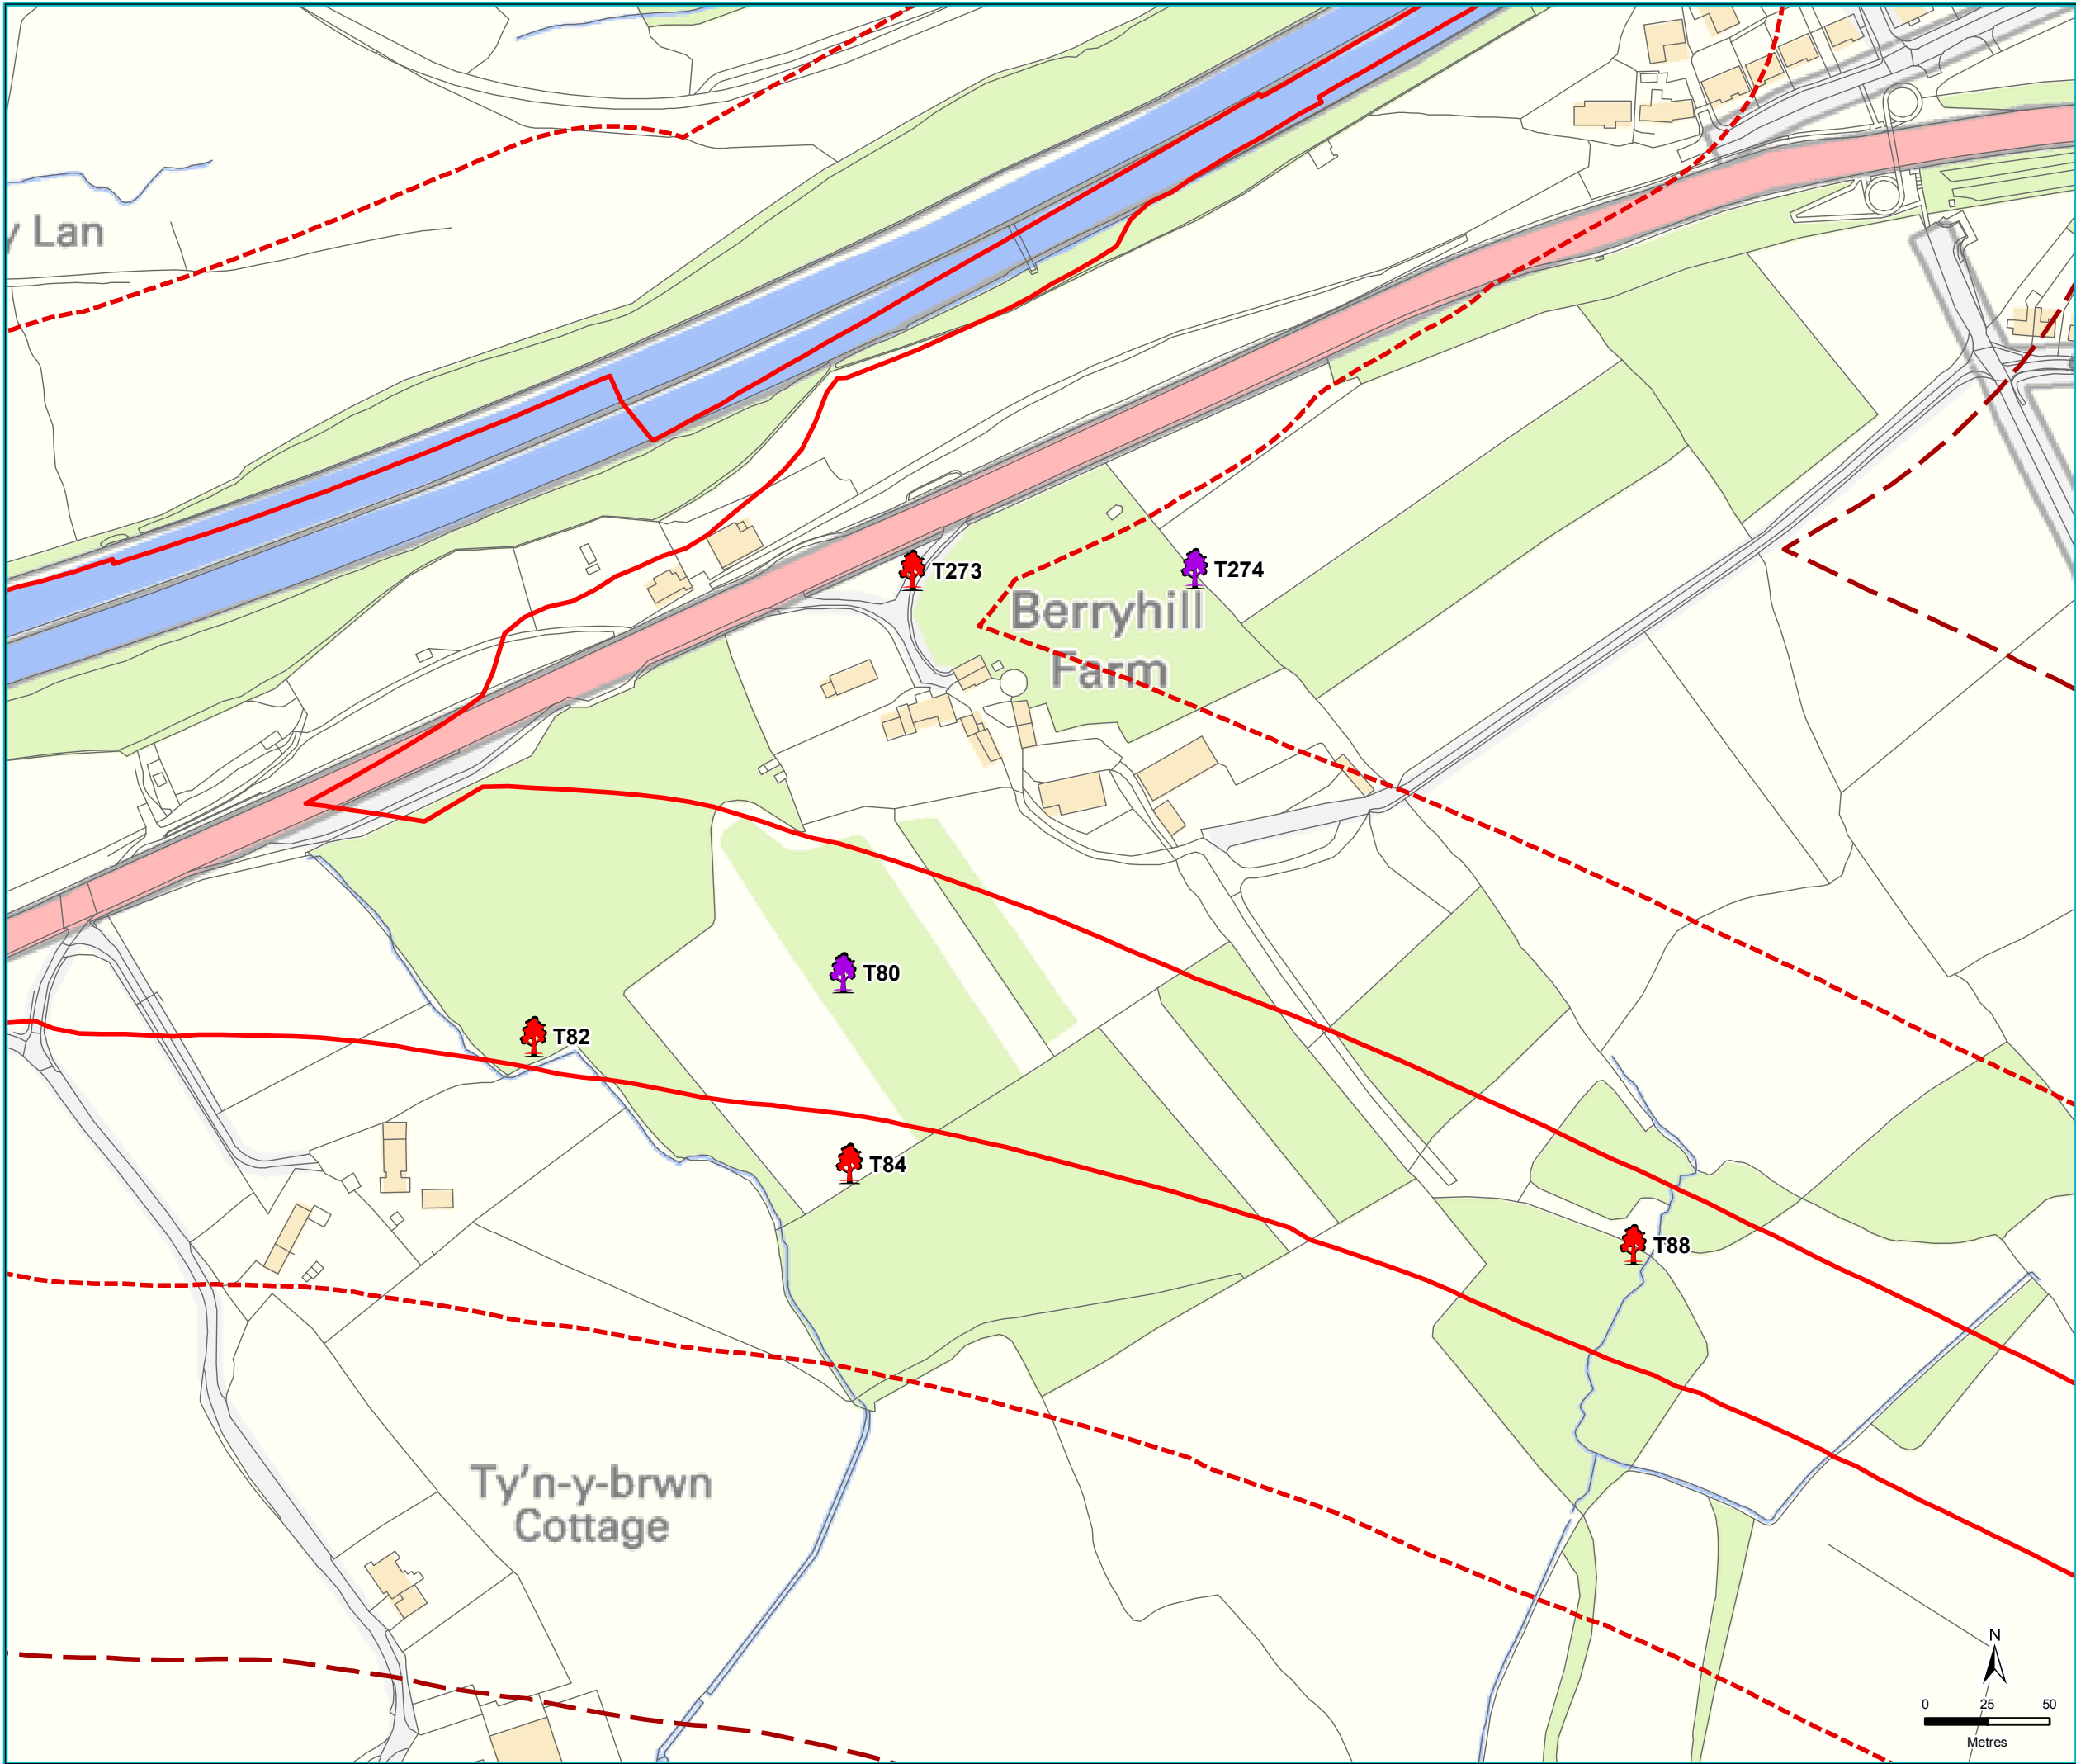 Lan
T273
T274
Berryhill
Farm
T80
T82
T84
T88
Ty'n-y-brwn
Cottage
N
0 25 50
Metres